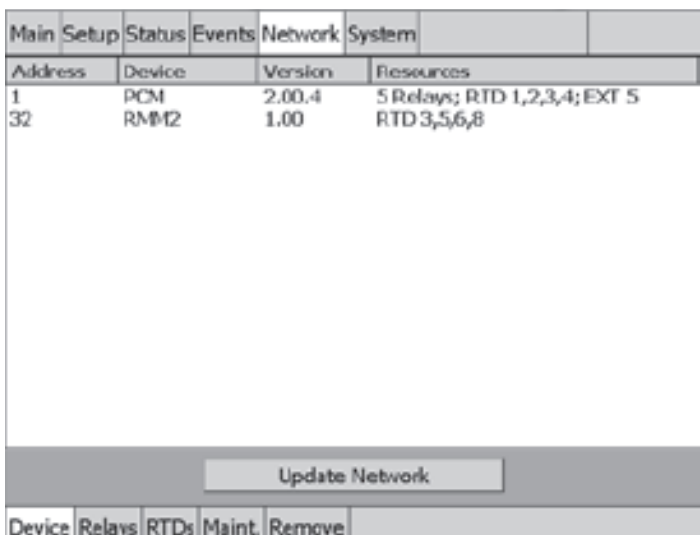 Main Setup Status Events Network System
Address Device Version Resources
1 PCM 2.00.4 5 Relays; RTD 1,2,3,4; EXT 5
32 RMM2 1.00 RTD 3,5,6,8
Update Network
Device Relays RTDs Maint. Remove